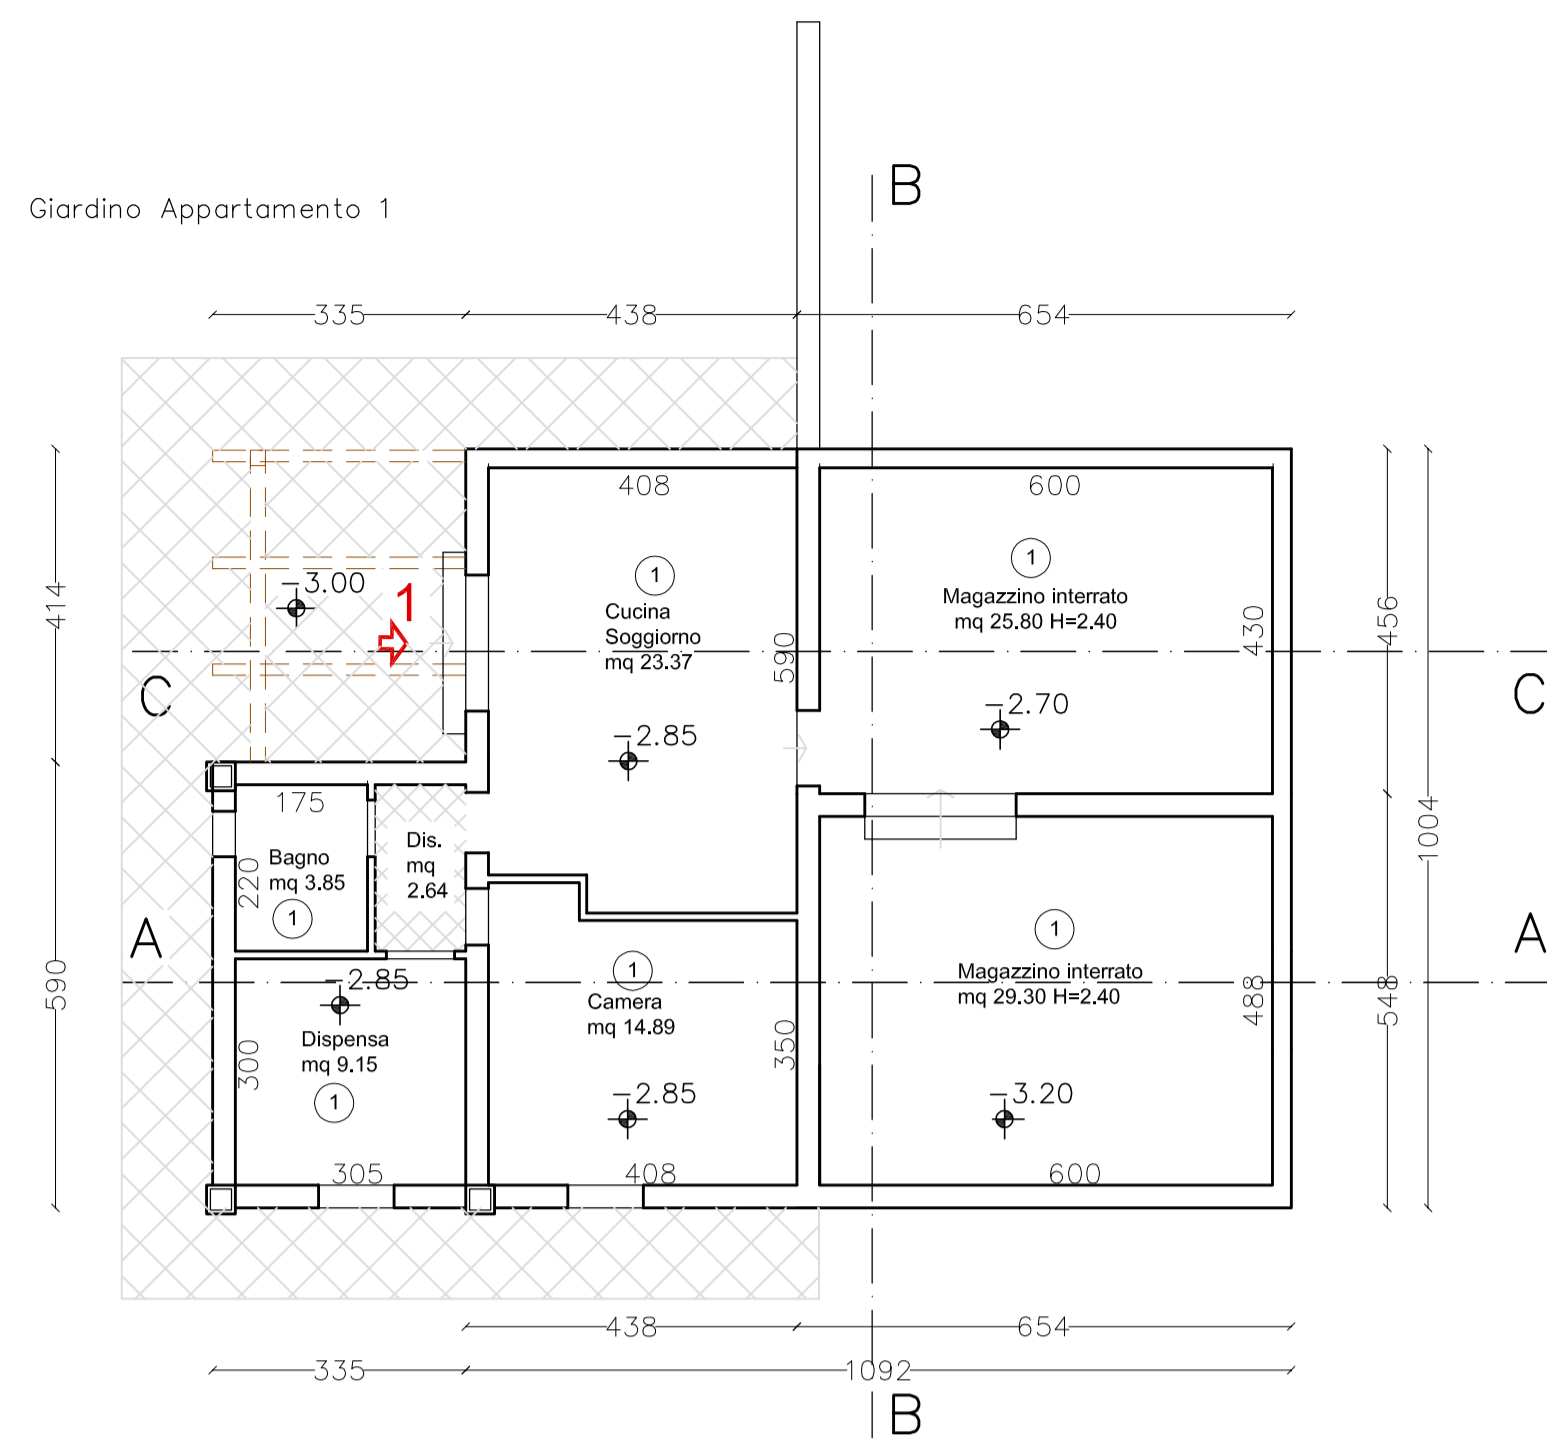 B
Giardino Appartamento 1
335
438
654
408
600
1
1
-3.00
1
Cucina
Soggiorno
mq 23.37
Magazzino interrato
mq 25.80 H=2.40
414
590
430
456
C
C
-2.85
-2.70
175
Dis.
mq
2.64
Bagno
mq 3.85
220
1
1004
A
A
1
1
-2.85
Camera
mq 14.89
Magazzino interrato
mq 29.30 H=2.40
590
488
548
Dispensa
mq 9.15
300
350
1
-2.85
-3.20
305
408
600
438
654
335
1092
B